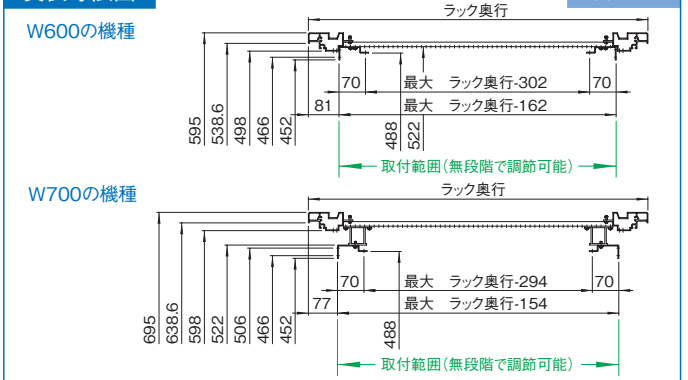 ラック奥行
W600の機種
70
最大 ラック奥行-302
70
81
最大 ラック奥行-162
595
538.6
498
466
452
488
522
取付範囲(無段階で調節可能)
W700の機種
ラック奥行
70
最大 ラック奥行-294
70
77
最大 ラック奥行-154
695
638.6
598
522
506
466
452
488
取付範囲(無段階で調節可能)